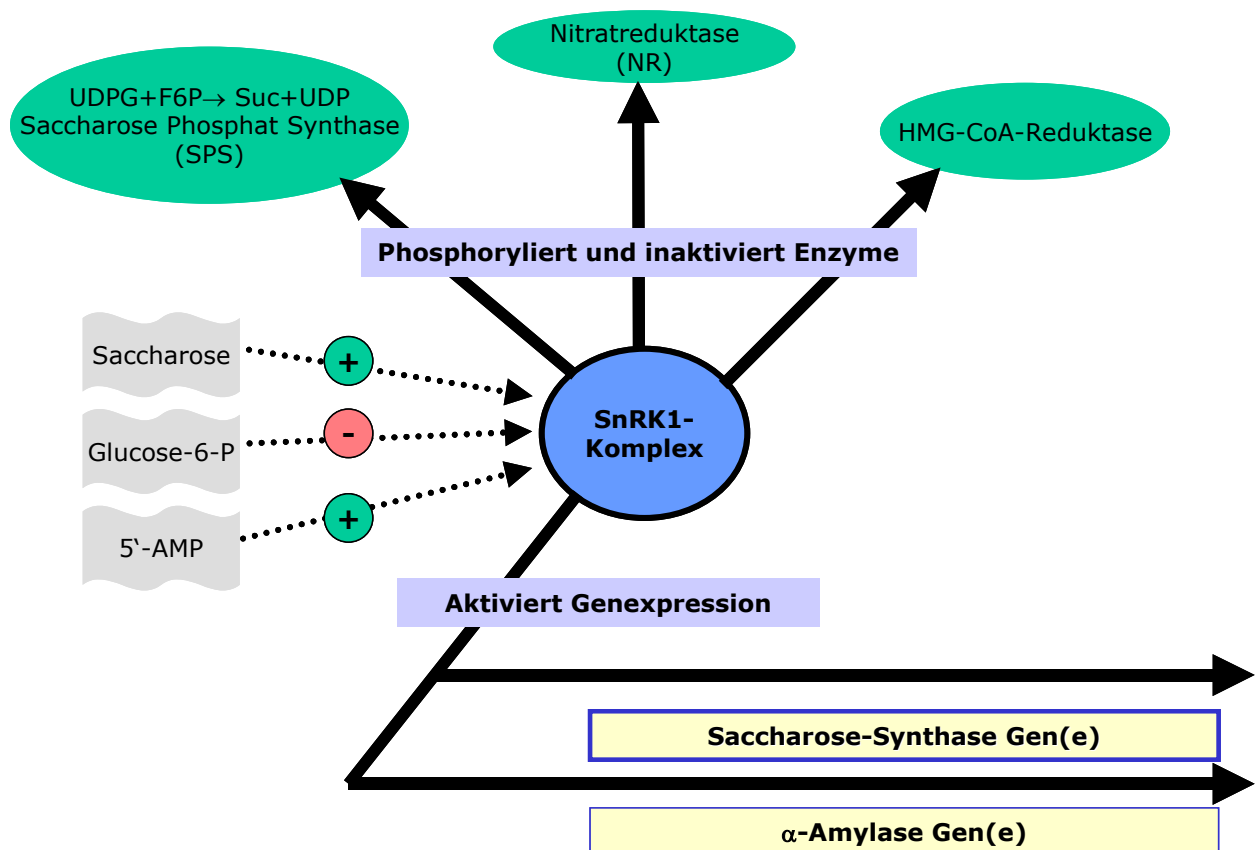 Nitratreduktase
(NR)
UDPG+F6P→ Suc+UDP
Saccharose Phosphat Synthase
(SPS)
HMG-CoA-Reduktase
Phosphoryliert und inaktiviert Enzyme
Saccharose
+
Glucose-6-P
-
5‵-AMP
+
SnRK1-
Komplex
Aktiviert Genexpression
Saccharose-Synthase Gen(e)
α-Amylase Gen(e)